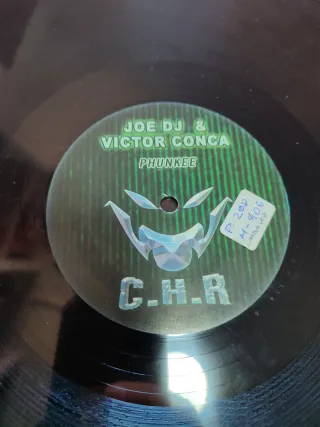 JOE DJ &
VICTOR CONCA
PHUNKEE
C.H.R